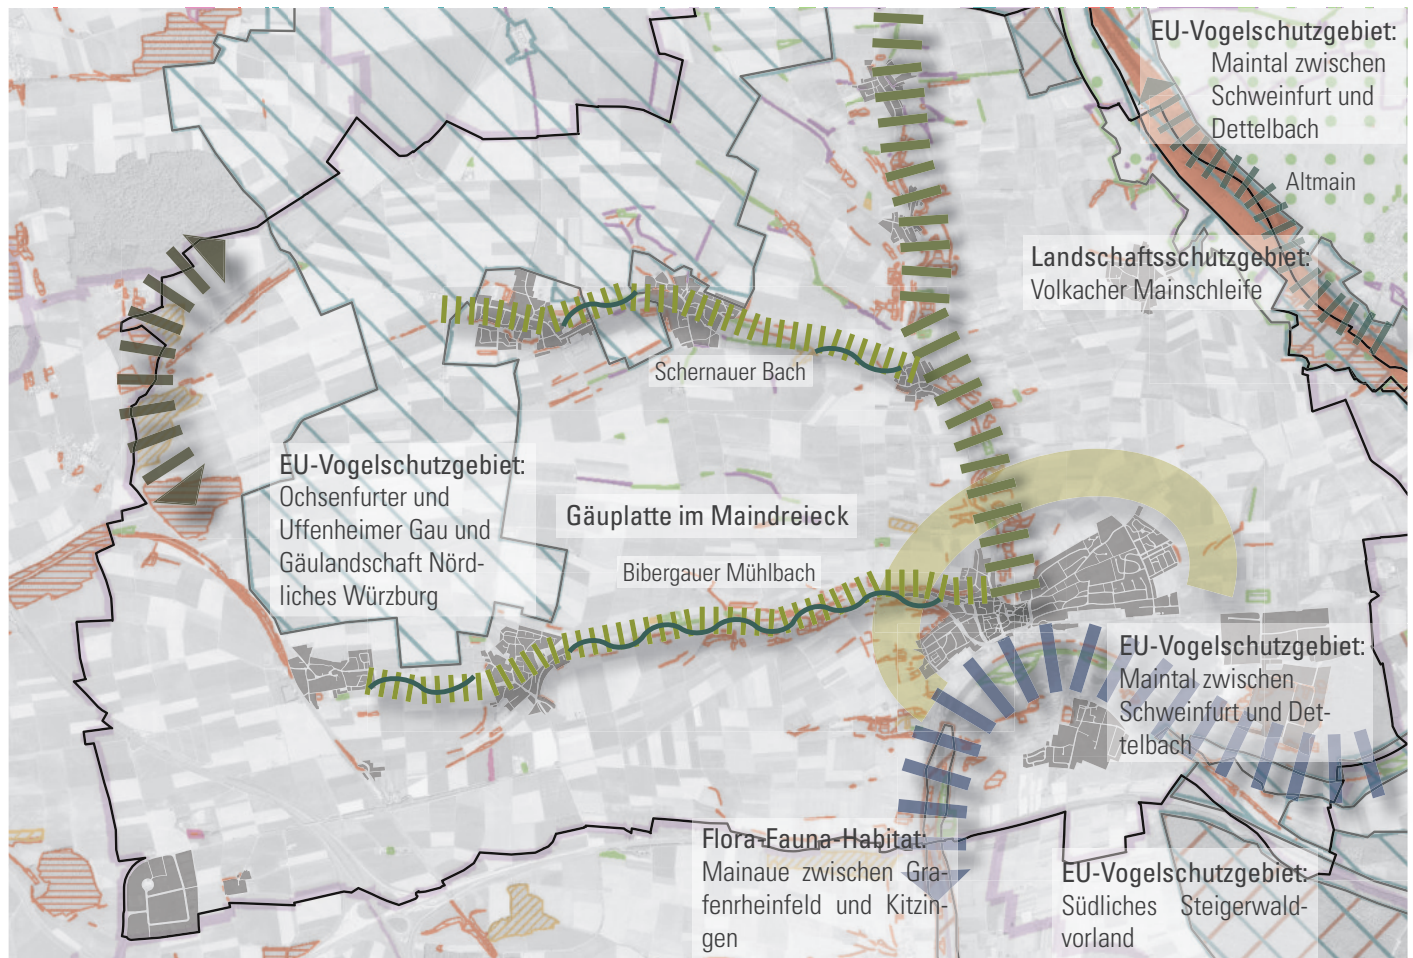 EU-Vogelschutzgebiet:
Maintal zwischen
Schweinfurt und
Dettelbach
Altmain
Landschaftsschutzgebiet:
Volkacher Mainschleife
Schernauer Bach
EU-Vogelschutzgebiet:
Ochsenfurter und
Uffenheimer Gau und
Gäulandschaft Nörd-
liches Würzburg
Gäuplatte im Maindreieck
Bibergauer Mühlbach
EU-Vogelschutzgebiet:
Maintal zwischen
Schweinfurt und Det-
telbach
Flora-Fauna-Habitat:
Mainaue zwischen Gra-
fenrheinfeld und Kitzin-
gen
EU-Vogelschutzgebiet:
Südliches Steigerwald-
vorland